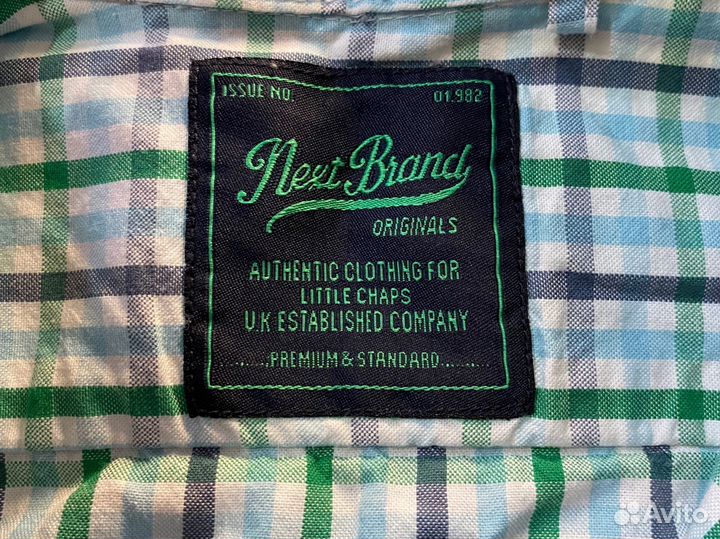 ISSUE NO. 01.982
Next Brand
ORIGINALS
AUTHENTIC CLOTHING FOR
LITTLE CHAPS
U.K ESTABLISHED COMPANY
..........PREMIUM & STANDARD..........
Avito